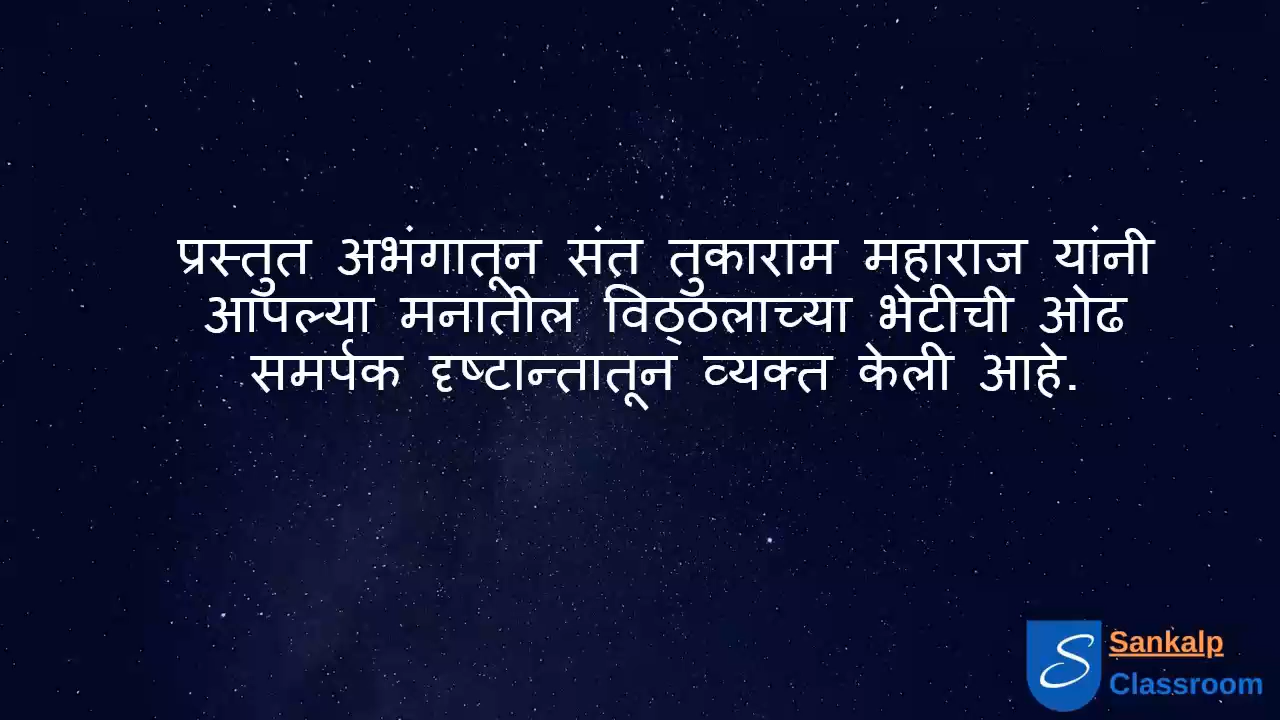 प्रस्तुत अभंगातून संत तुकाराम महाराज यांनी
आपल्या मनातील विठ्ठलाच्या भेटीची ओढ
समर्पक दृष्टान्तातून व्यक्त केली आहे.
Sankalp
Classroom